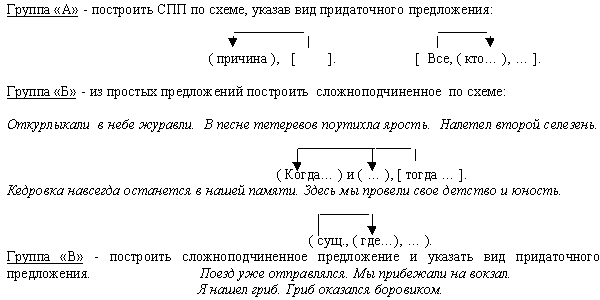 Группа «А» - построить СПП по схеме, указав вид придаточного предложения:
( причина ), [ ]. [ Все, ( кто… ), … ].
Группа «Б» - из простых предложений построить сложноподчиненное по схеме:
Откурлыкали в небе журавли. В песне тетеревов поутихла ярость. Налетел второй селезень.
( Когда… ) и ( … ), [ тогда … ].
Кедровка навсегда останется в нашей памяти. Здесь мы провели свое детство и юность.
( сущ., ( где…), … ).
Группа «В» - построить сложноподчиненное предложение и указать вид придаточного
предложения. Поезд уже отправлялся. Мы прибежали на вокзал.
Я нашел гриб. Гриб оказался боровиком.